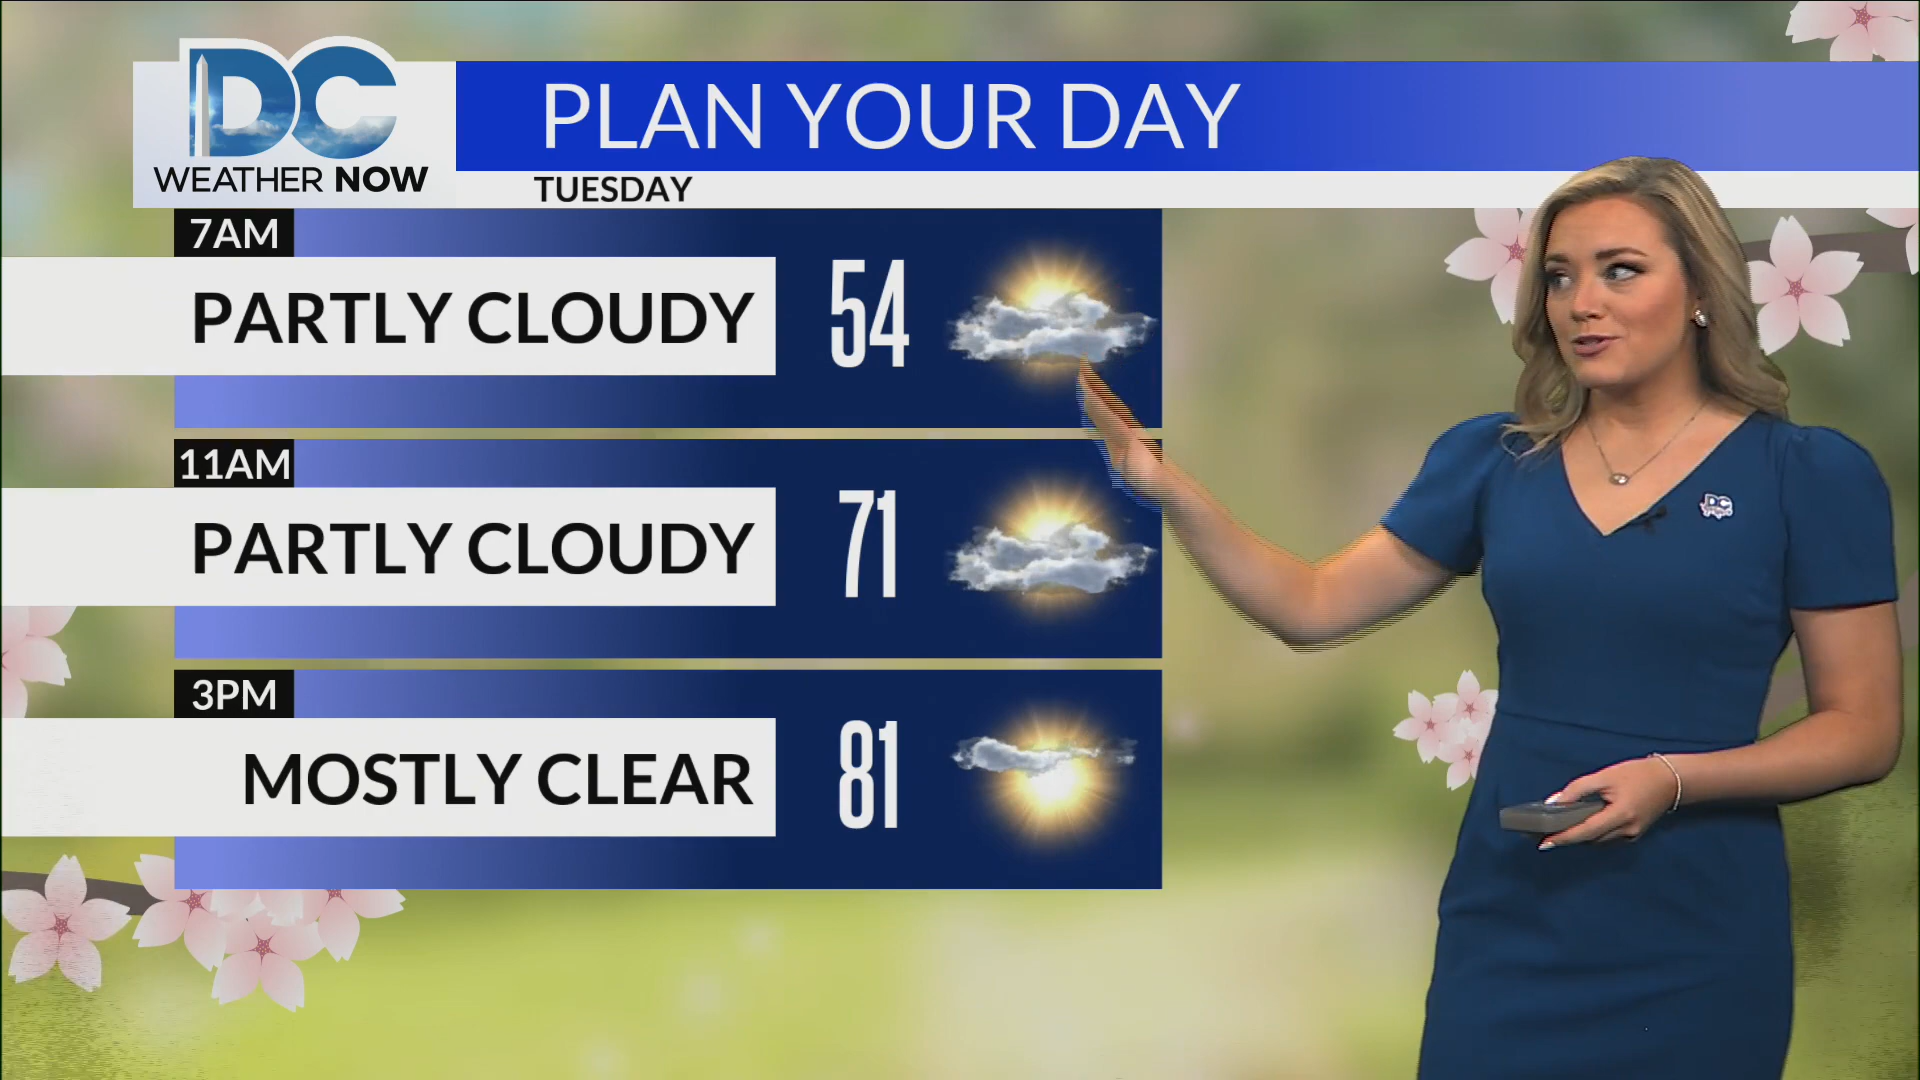 DC
WEATHER NOW
PLAN YOUR DAY
TUESDAY
7AM
PARTLY CLOUDY
54
11AM
PARTLY CLOUDY
71
3PM
MOSTLY CLEAR
81
DC